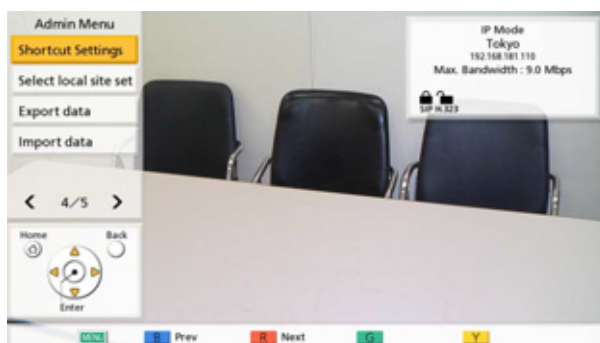 Admin Menu
Shortcut Settings
Select local site set
Export data
Import data
4/5
Home
Back
Enter
IP Mode
Tokyo
192.168.181.110
Max. Bandwidth : 9.0 Mbps
SIP H.323
MENU B Prev R Next G Y